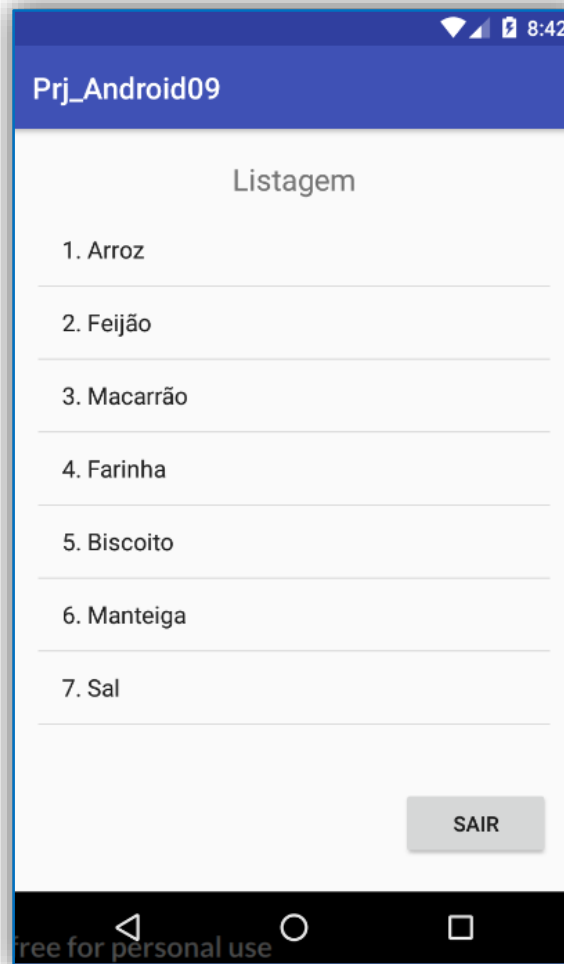 8:42
Prj_Android09
Listagem
1. Arroz
2. Feijão
3. Macarrão
4. Farinha
5. Biscoito
6. Manteiga
7. Sal
SAIR
free for personal use